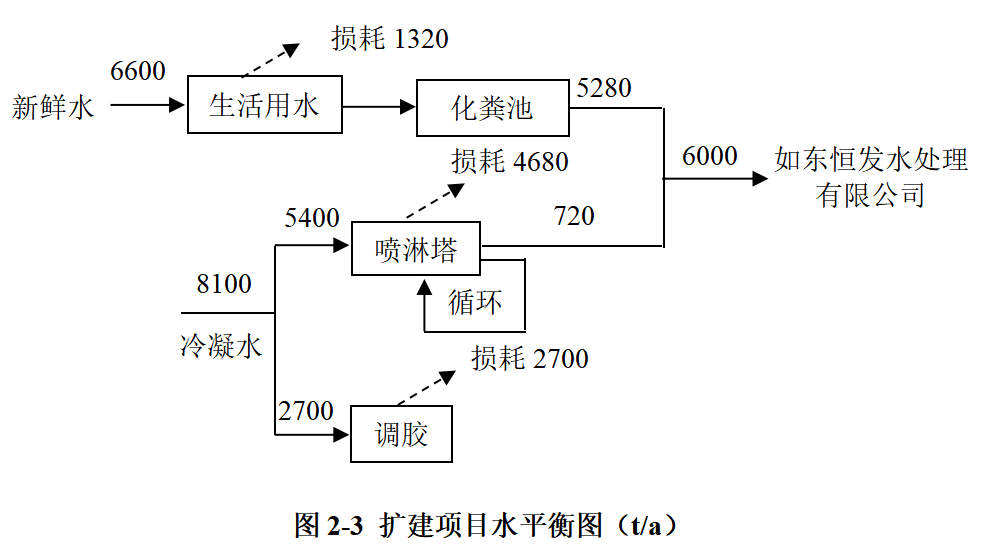 损耗 1320
6600
新鲜水
生活用水
化粪池
5280
损耗 4680
6000
如东恒发水处理
有限公司
5400
喷淋塔
720
8100
循环
冷凝水
损耗 2700
2700
调胶
图 2-3 扩建项目水平衡图（t/a）